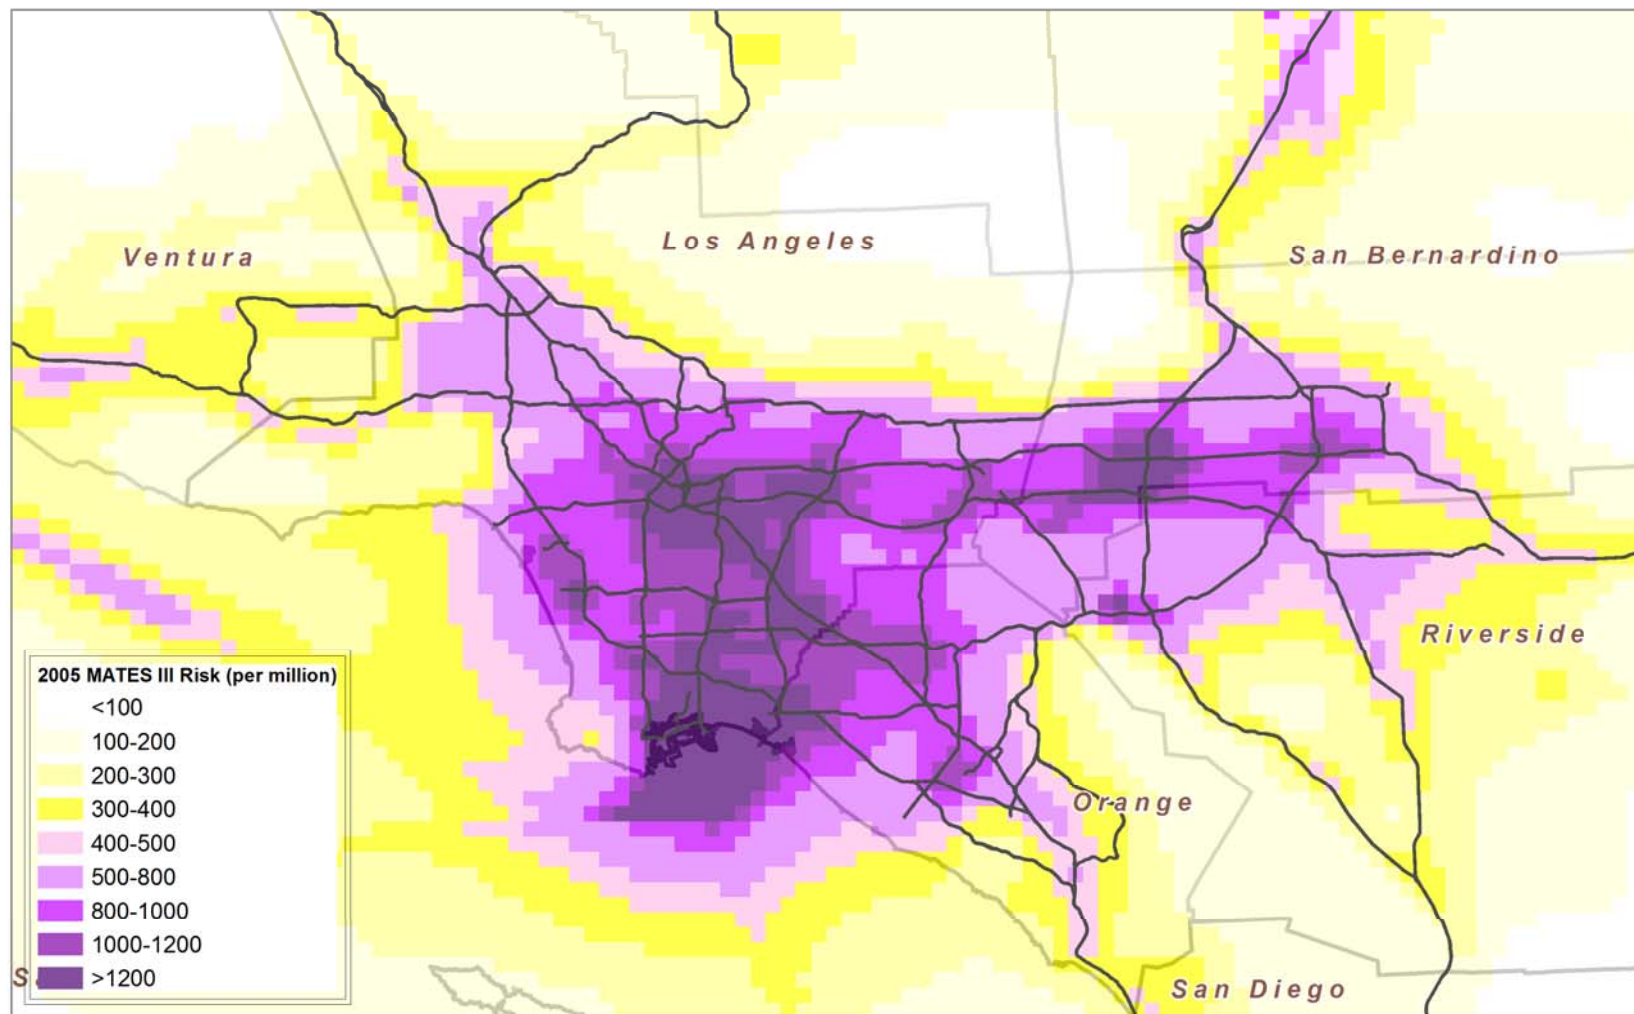 Ventura
Los Angeles
San Bernardino
Riverside
Orange
San Diego
2005 MATES III Risk (per million)
<100
100-200
200-300
300-400
400-500
500-800
800-1000
1000-1200
>1200